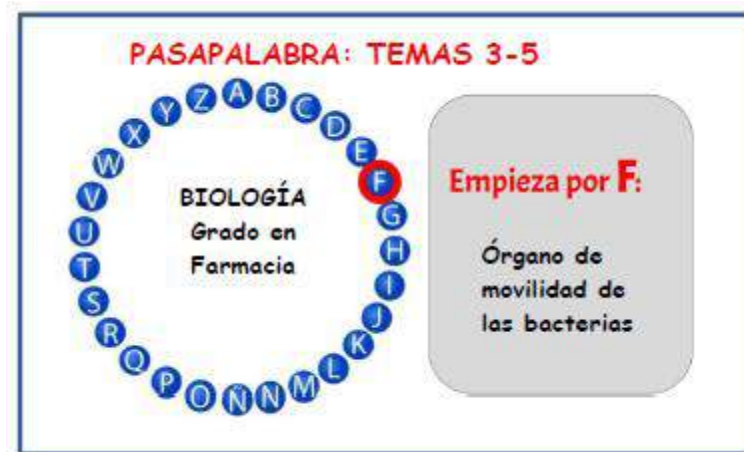 PASAPALABRA: TEMAS 3-5
A
B
C
D
E
F
G
H
I
J
K
L
M
N
Ñ
O
P
Q
R
S
T
U
V
W
X
Y
Z
BIOLOGÍA
Grado en
Farmacia
Empieza por F:
Órgano de
movilidad de
las bacterias